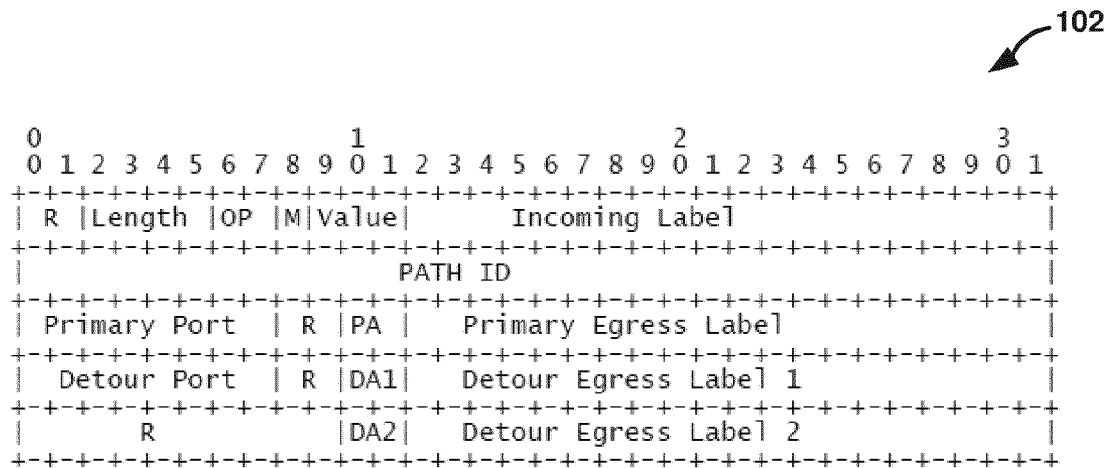 102
0 1 2 3
0 1 2 3 4 5 6 7 8 9 0 1 2 3 4 5 6 7 8 9 0 1 2 3 4 5 6 7 8 9 0 1
+-+-+-+-+-+-+-+-+-+-+-+-+-+-+-+-+-+-+-+-+-+-+-+-+-+-+-+-+-+-+-+-+
| R |Length |OP |M|Value| Incoming Label |
+-+-+-+-+-+-+-+-+-+-+-+-+-+-+-+-+-+-+-+-+-+-+-+-+-+-+-+-+-+-+-+-+
| PATH ID |
+-+-+-+-+-+-+-+-+-+-+-+-+-+-+-+-+-+-+-+-+-+-+-+-+-+-+-+-+-+-+-+-+
| Primary Port | R |PA | Primary Egress Label |
+-+-+-+-+-+-+-+-+-+-+-+-+-+-+-+-+-+-+-+-+-+-+-+-+-+-+-+-+-+-+-+-+
| Detour Port | R |DA1| Detour Egress Label 1 |
+-+-+-+-+-+-+-+-+-+-+-+-+-+-+-+-+-+-+-+-+-+-+-+-+-+-+-+-+-+-+-+-+
| R |DA2| Detour Egress Label 2 |
+-+-+-+-+-+-+-+-+-+-+-+-+-+-+-+-+-+-+-+-+-+-+-+-+-+-+-+-+-+-+-+-+